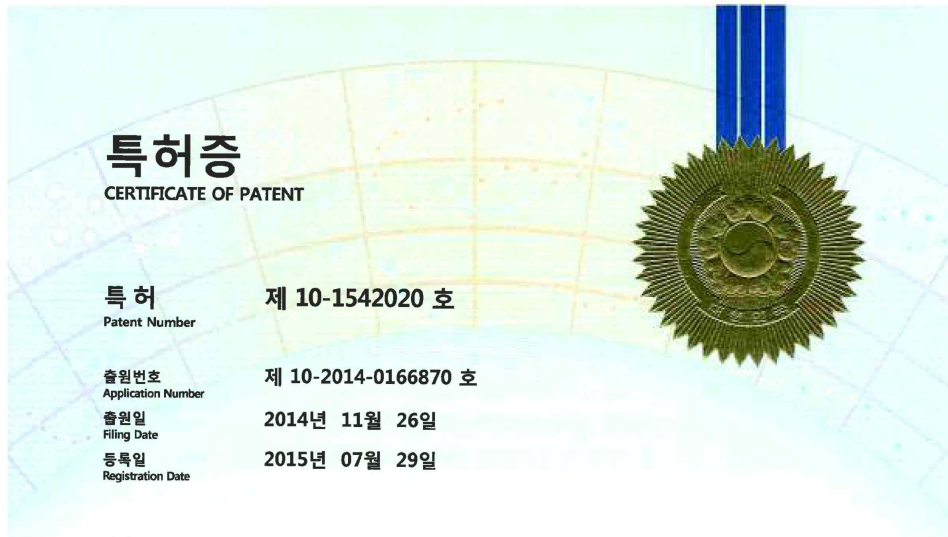 특허증
CERTIFICATE OF PATENT
특 허 제 10-1542020 호
Patent Number
출원번호 제 10-2014-0166870 호
Application Number
출원일 2014년 11월 26일
Filing Date
등록일 2015년 07월 29일
Registration Date